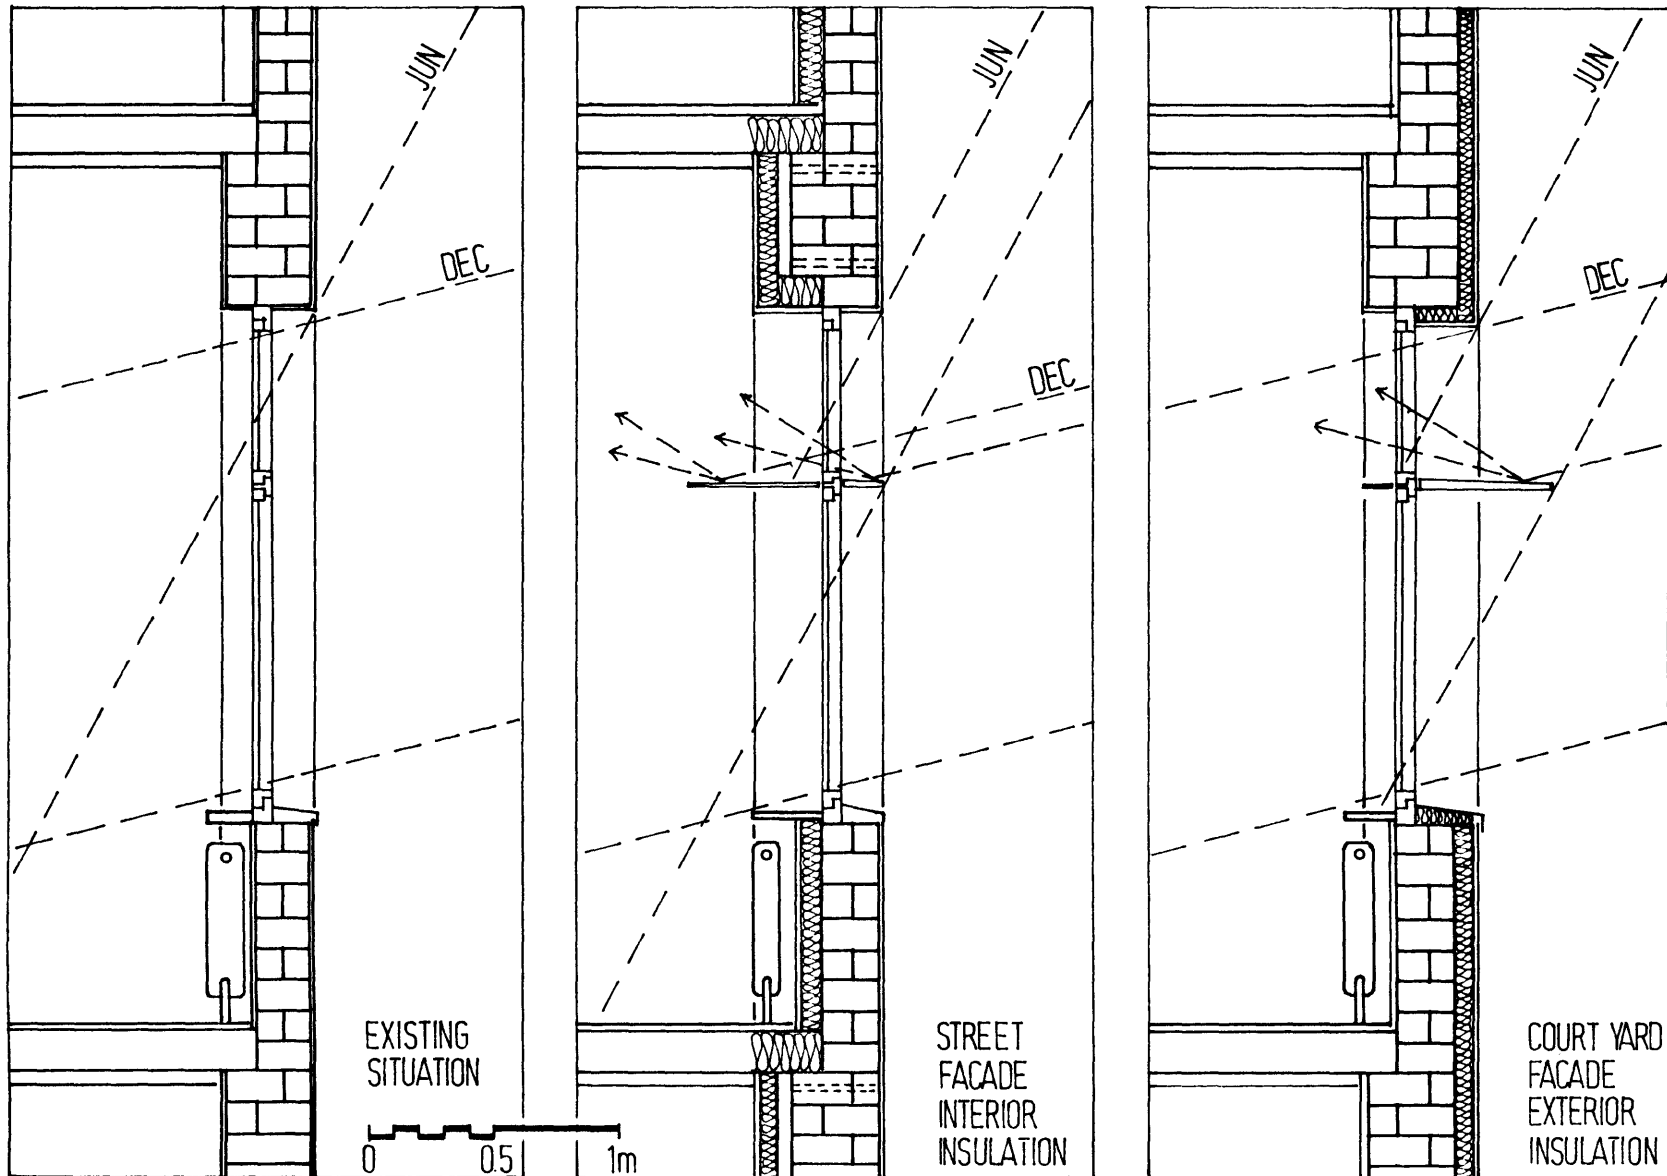 JUN
DEC
EXISTING
SITUATION
0 0.5 1m
JUN
DEC
STREET
FACADE
INTERIOR
INSULATION
JUN
DEC
COURT YARD
FACADE
EXTERIOR
INSULATION